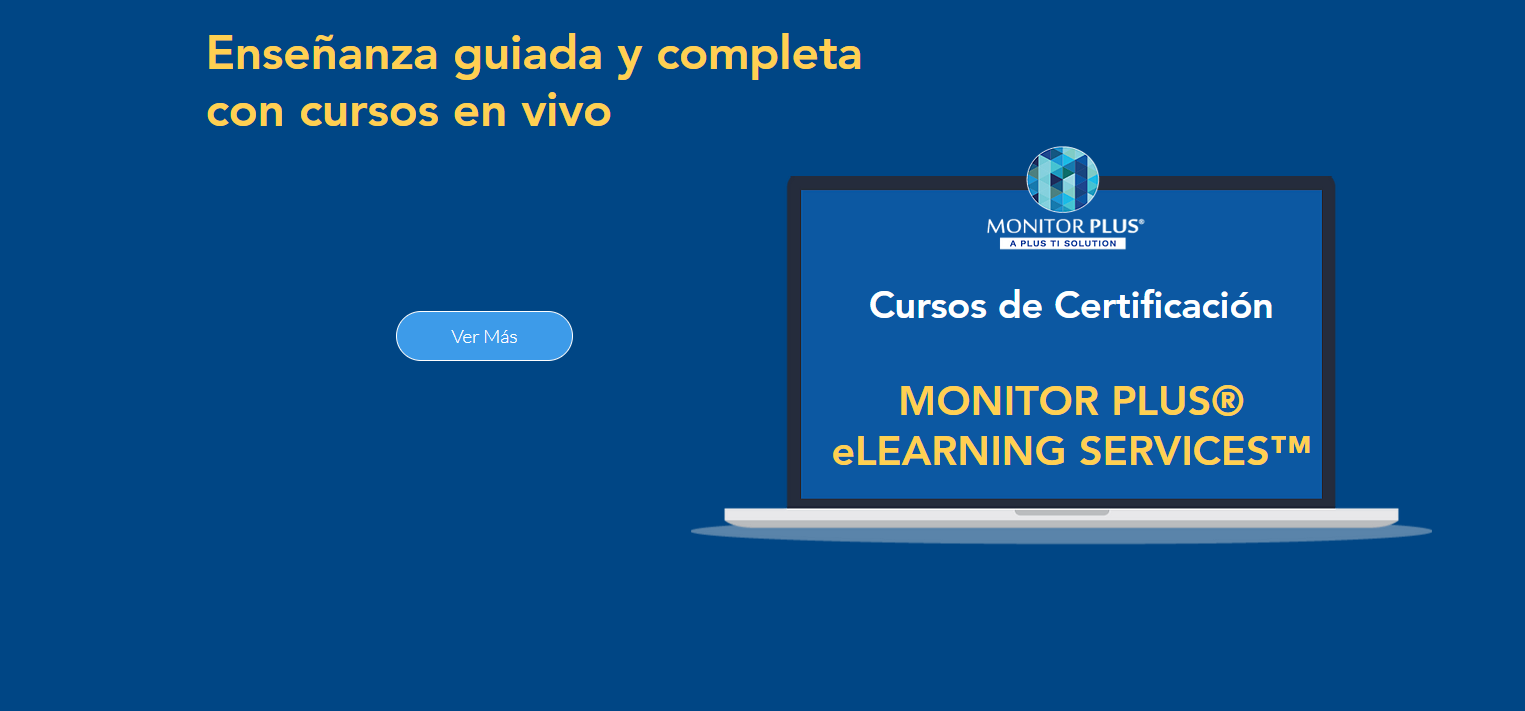 Enseñanza guiada y completa
con cursos en vivo
MONITOR PLUS®
A PLUS TI SOLUTION
Cursos de Certificación
Ver Más
MONITOR PLUS®
eLEARNING SERVICES™